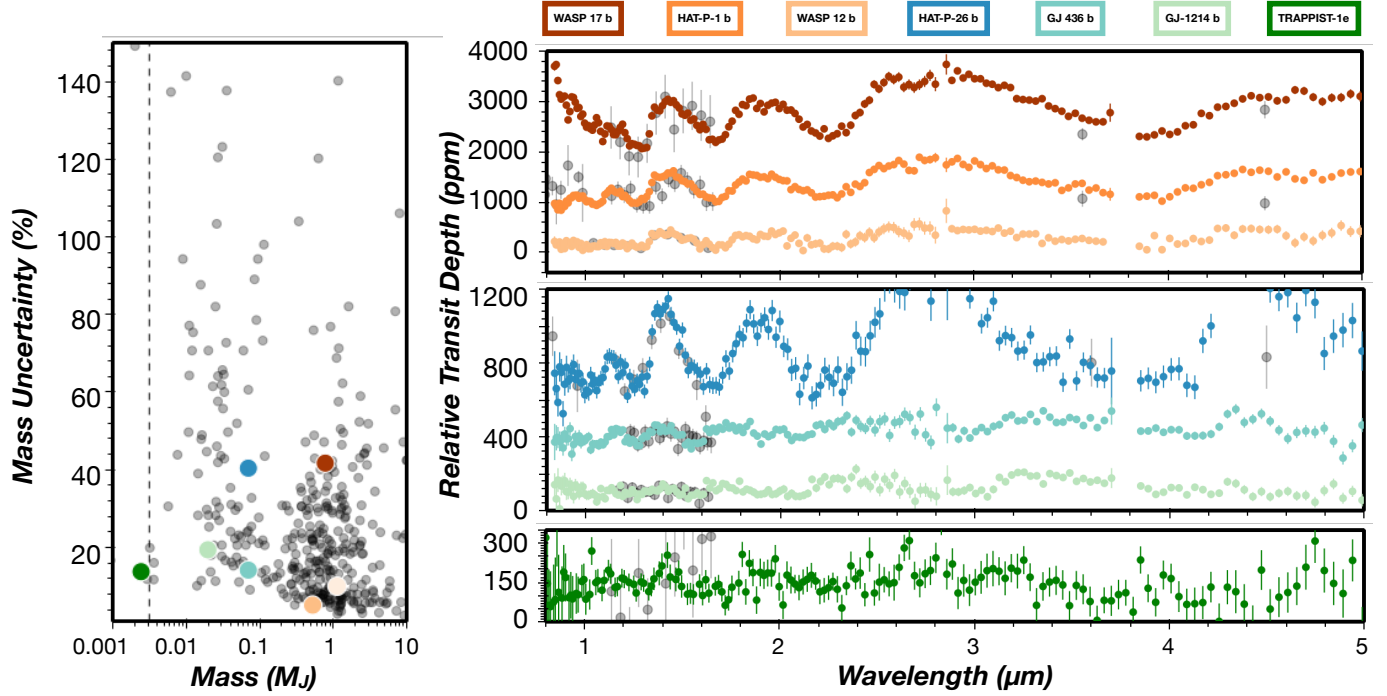 WASP 17 b HAT-P-1 b WASP 12 b HAT-P-26 b GJ 436 b GJ-1214 b TRAPPIST-1e
Mass Uncertainty (%)
140
120
100
80
60
40
20
0.001 0.01 0.1 1 10
Mass (MJ)
Relative Transit Depth (ppm)
4000
3000
2000
1000
0
1200
800
400
0
300
150
0
1 2 3 4 5
Wavelength (μm)